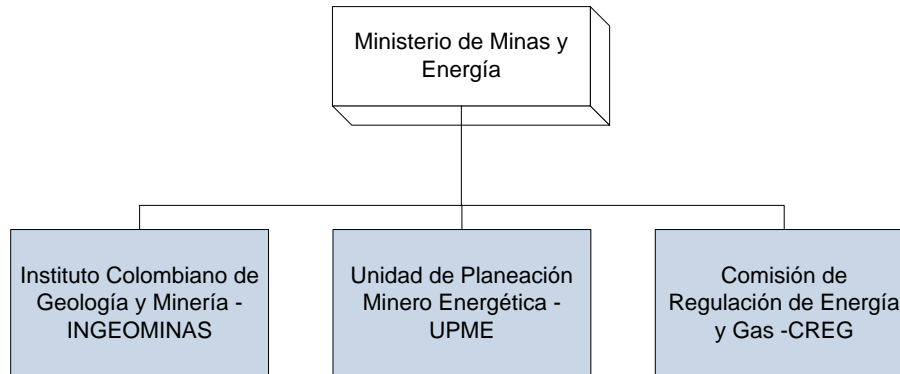 Ministerio de Minas y
Energía
Instituto Colombiano de
Geología y Minería -
INGEOMINAS
Unidad de Planeación
Minero Energética -
UPME
Comisión de
Regulación de Energía
y Gas -CREG